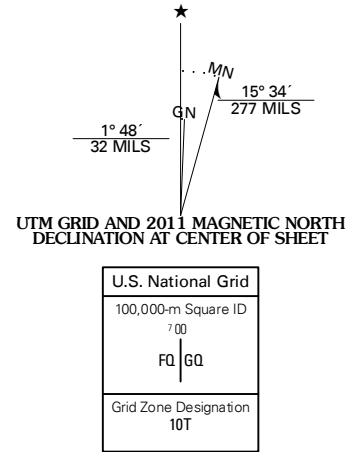 ★
MN
GN
15° 34´
277 MILS
1° 48´
32 MILS
UTM GRID AND 2011 MAGNETIC NORTH
DECLINATION AT CENTER OF SHEET
U.S. National Grid
100,000-m Square ID
7 00
FQ GQ
Grid Zone Designation
10T